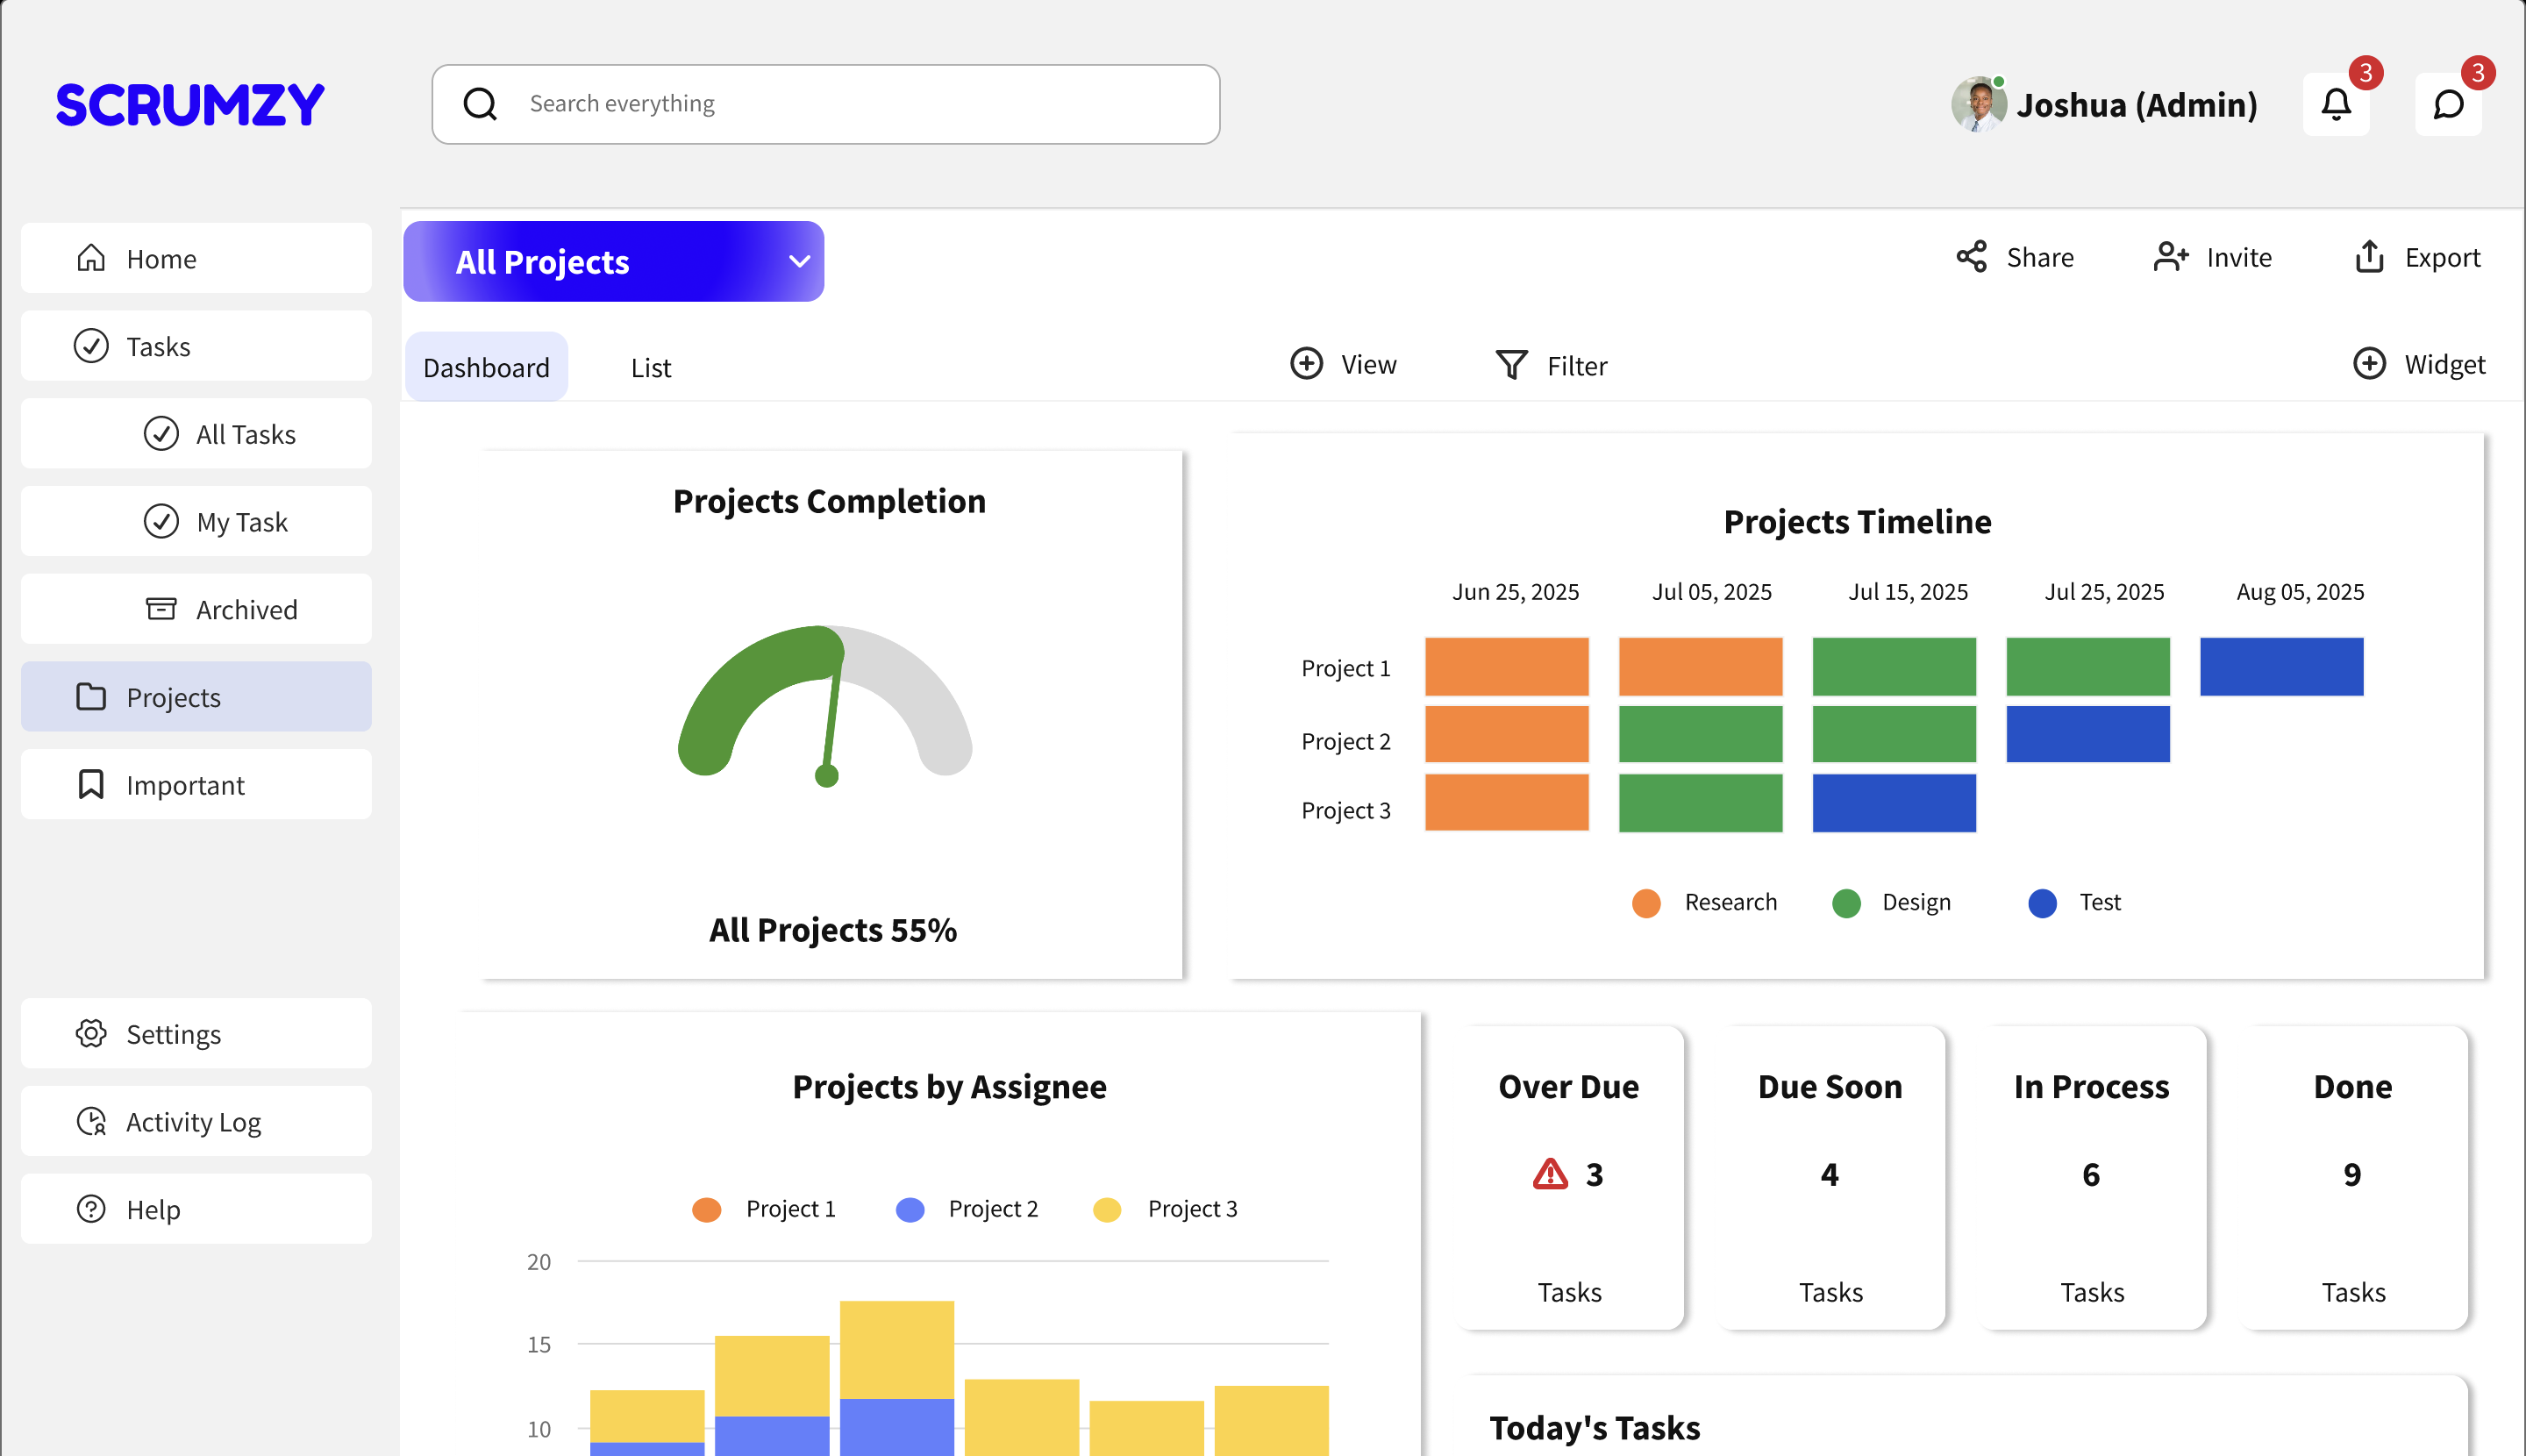 SCRUMZY
Search everything
Joshua (Admin)
3
3
Home
Tasks
All Tasks
My Task
Archived
Projects
Important
Settings
Activity Log
Help
All Projects
Share
Invite
Export
Dashboard
List
View
Filter
Widget
Projects Completion
All Projects 55%
Projects Timeline
Jun 25, 2025
Jul 05, 2025
Jul 15, 2025
Jul 25, 2025
Aug 05, 2025
Project 1
Project 2
Project 3
Research
Design
Test
Projects by Assignee
Project 1
Project 2
Project 3
20
15
10
Over Due
3
Tasks
Due Soon
4
Tasks
In Process
6
Tasks
Done
9
Tasks
Today's Tasks